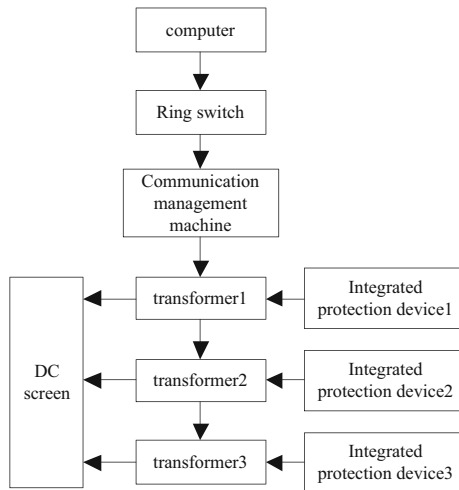 computer
Ring switch
Communication
management
machine
transformer1
Integrated
protection device1
DC
screen
transformer2
Integrated
protection device2
transformer3
Integrated
protection device3